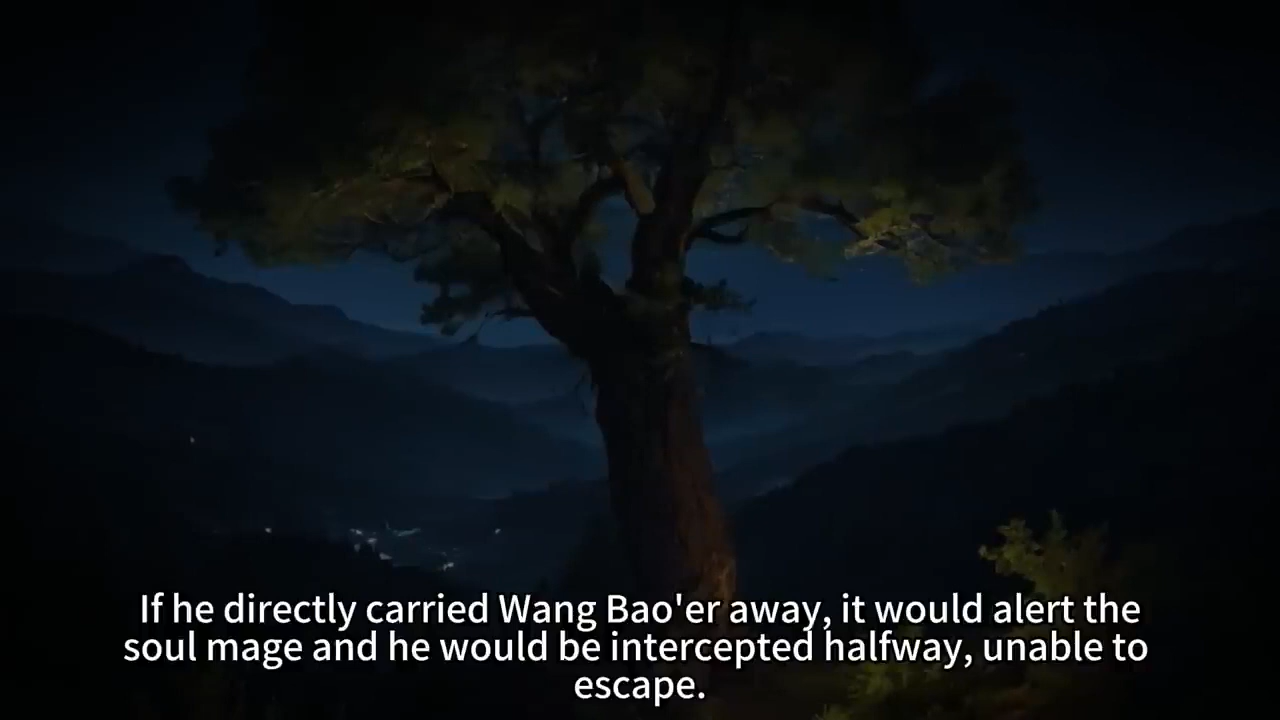 If he directly carried Wang Bao'er away, it would alert the
soul mage and he would be intercepted halfway, unable to
escape.